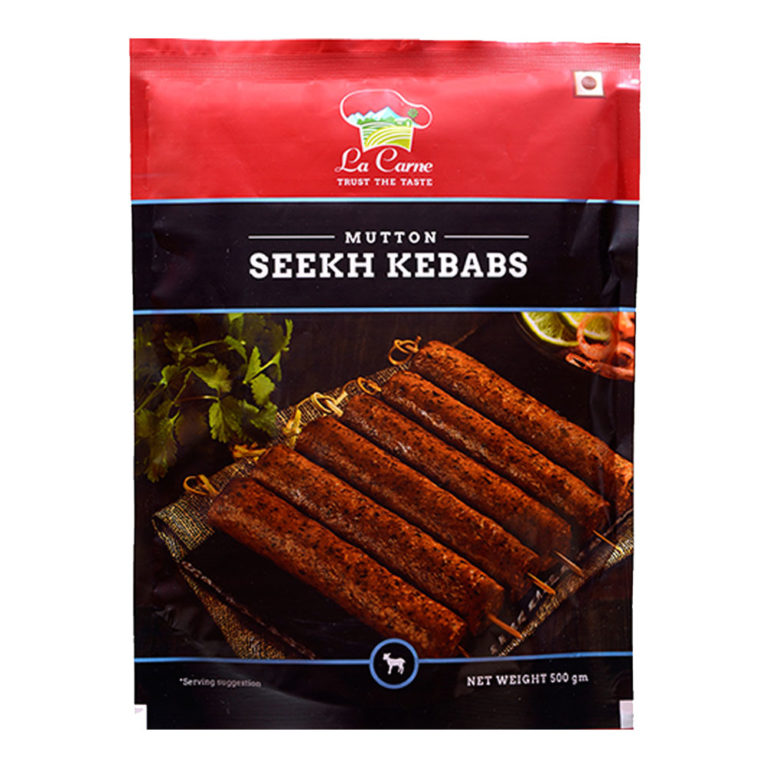 La Carne
TRUST THE TASTE
MUTTON
SEEKH KEBABS
*Serving suggestion
NET WEIGHT 500 gm